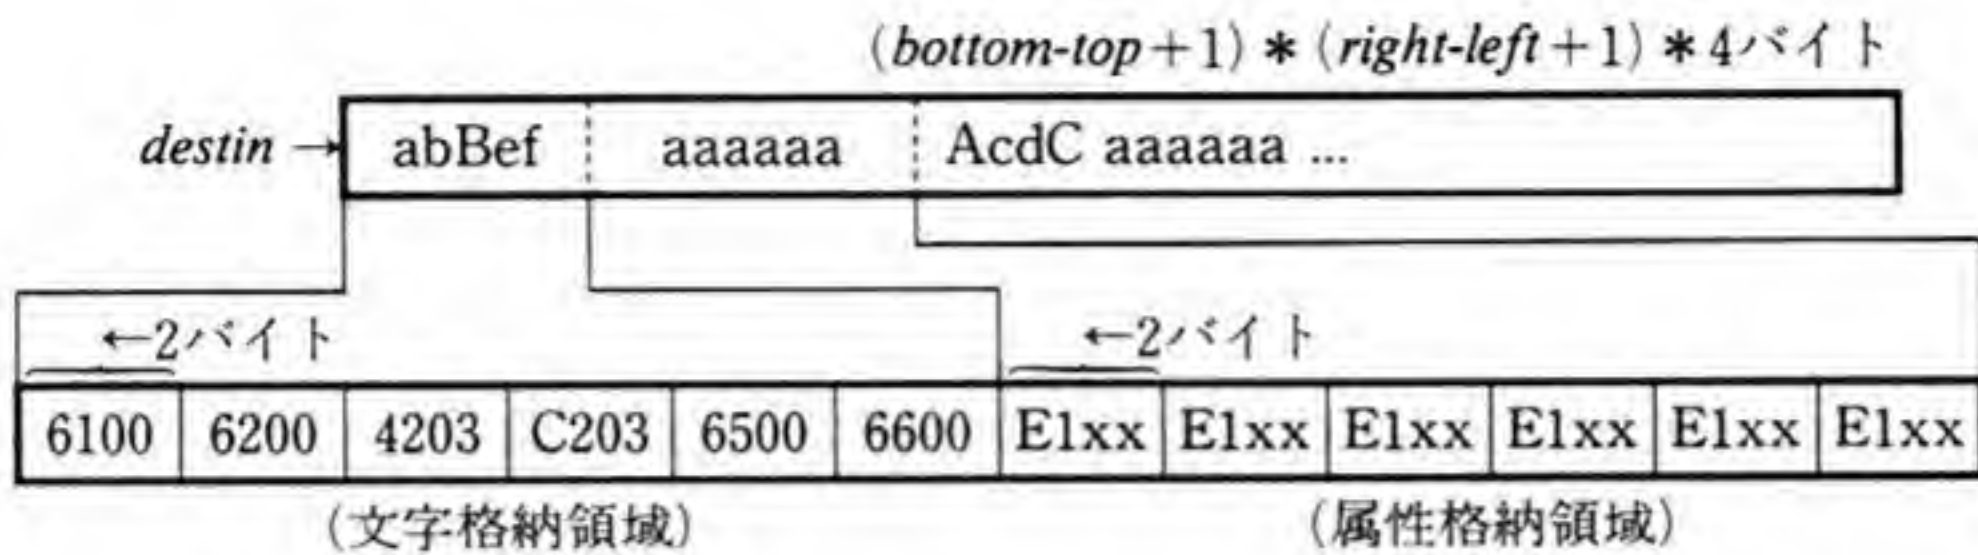 (bottom-top+1)*(right-left+1)*4バイト
destin→ abBef aaaaaa AcdC aaaaaa ...
←2バイト ←2バイト
6100 6200 4203 C203 6500 6600 E1xx E1xx E1xx E1xx E1xx E1xx
(文字格納領域) (属性格納領域)